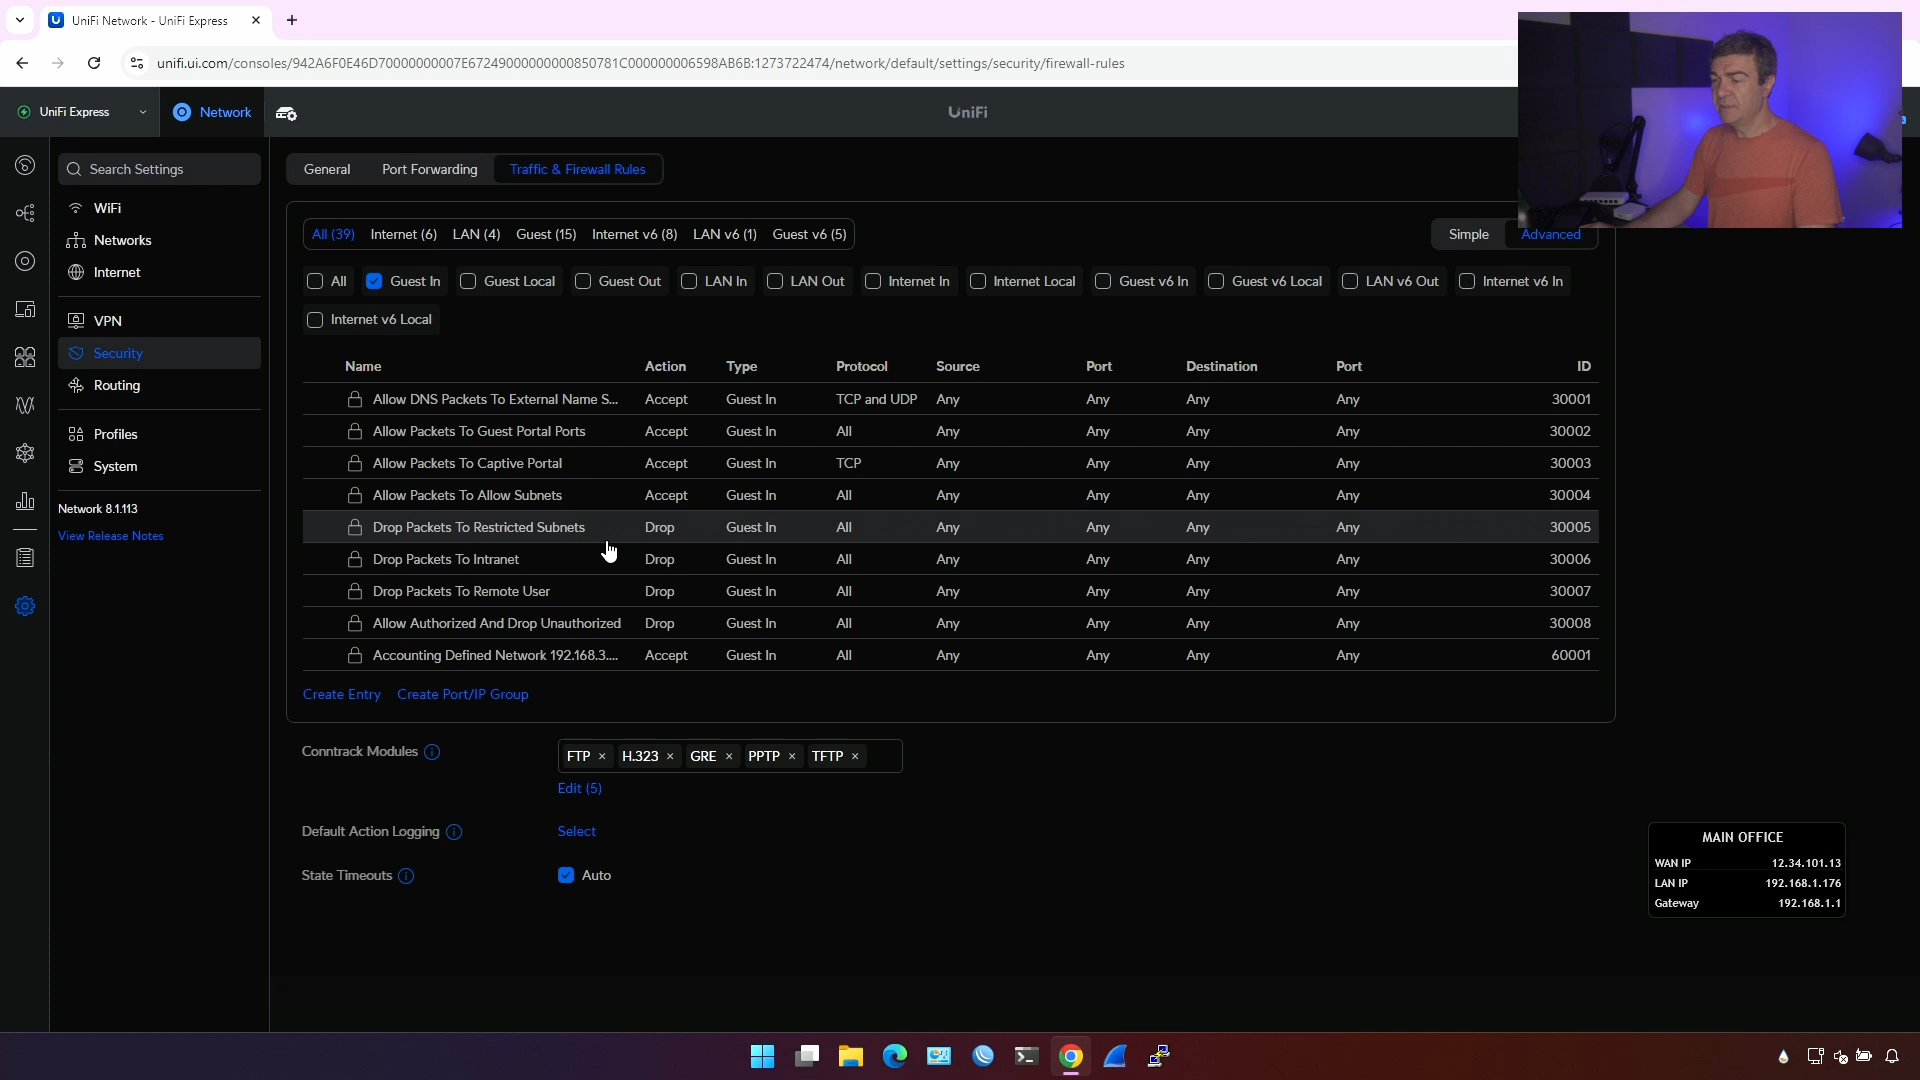 UniFi Network - UniFi Express
unifi.ui.com/consoles/942A6F0E46D70000000007E67249000000000850781C000000006598AB6B:1273722474/network/default/settings/security/firewall-rules
UniFi Express
Network
UniFi
Search Settings
WiFi
Networks
Internet
VPN
Security
Routing
Profiles
System
Network 8.1.113
View Release Notes
General Port Forwarding Traffic & Firewall Rules
All (39) Internet (6) LAN (4) Guest (15) Internet v6 (8) LAN v6 (1) Guest v6 (5)
Simple Advanced
All Guest In Guest Local Guest Out LAN In LAN Out Internet In Internet Local Guest v6 In Guest v6 Local LAN v6 Out Internet v6 In
Internet v6 Local
Name Action Type Protocol Source Port Destination Port ID
Allow DNS Packets To External Name S... Accept Guest In TCP and UDP Any Any Any Any 30001
Allow Packets To Guest Portal Ports Accept Guest In All Any Any Any Any 30002
Allow Packets To Captive Portal Accept Guest In TCP Any Any Any Any 30003
Allow Packets To Allow Subnets Accept Guest In All Any Any Any Any 30004
Drop Packets To Restricted Subnets Drop Guest In All Any Any Any Any 30005
Drop Packets To Intranet Drop Guest In All Any Any Any Any 30006
Drop Packets To Remote User Drop Guest In All Any Any Any Any 30007
Allow Authorized And Drop Unauthorized Drop Guest In All Any Any Any Any 30008
Accounting Defined Network 192.168.3.... Accept Guest In All Any Any Any Any 60001
Create Entry Create Port/IP Group
Conntrack Modules
FTP × H.323 × GRE × PPTP × TFTP ×
Edit (5)
Default Action Logging Select
State Timeouts Auto
MAIN OFFICE
WAN IP 12.34.101.13
LAN IP 192.168.1.176
Gateway 192.168.1.1